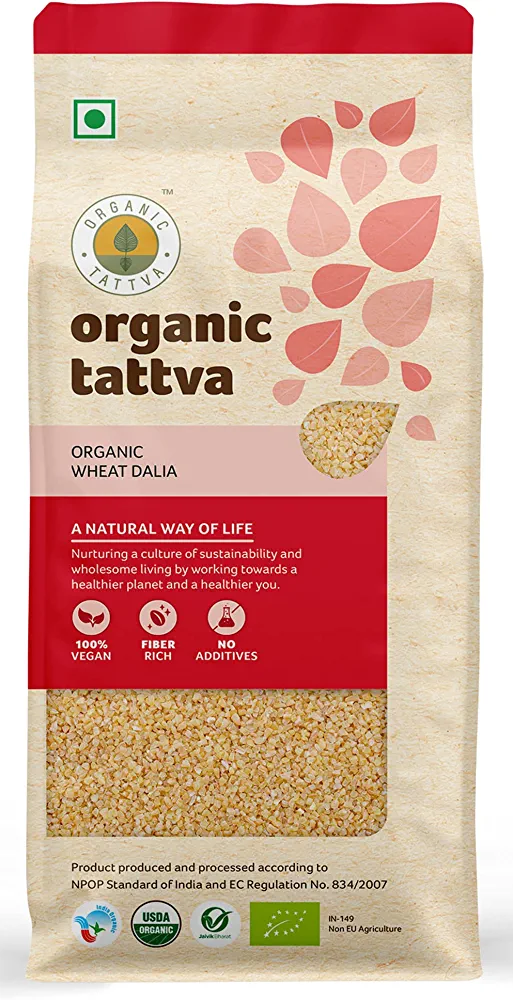 ORGANIC
TATTVA
TM
organic
tattva
ORGANIC
WHEAT DALIA
A NATURAL WAY OF LIFE
Nurturing a culture of sustainability and
wholesome living by working towards a
healthier planet and a healthier you.
100%
VEGAN
FIBER
RICH
NO
ADDITIVES
Product produced and processed according to
NPOP Standard of India and EC Regulation No. 834/2007
India Organic
USDA
ORGANIC
Jaivik Bharat
IN-149
Non EU Agriculture